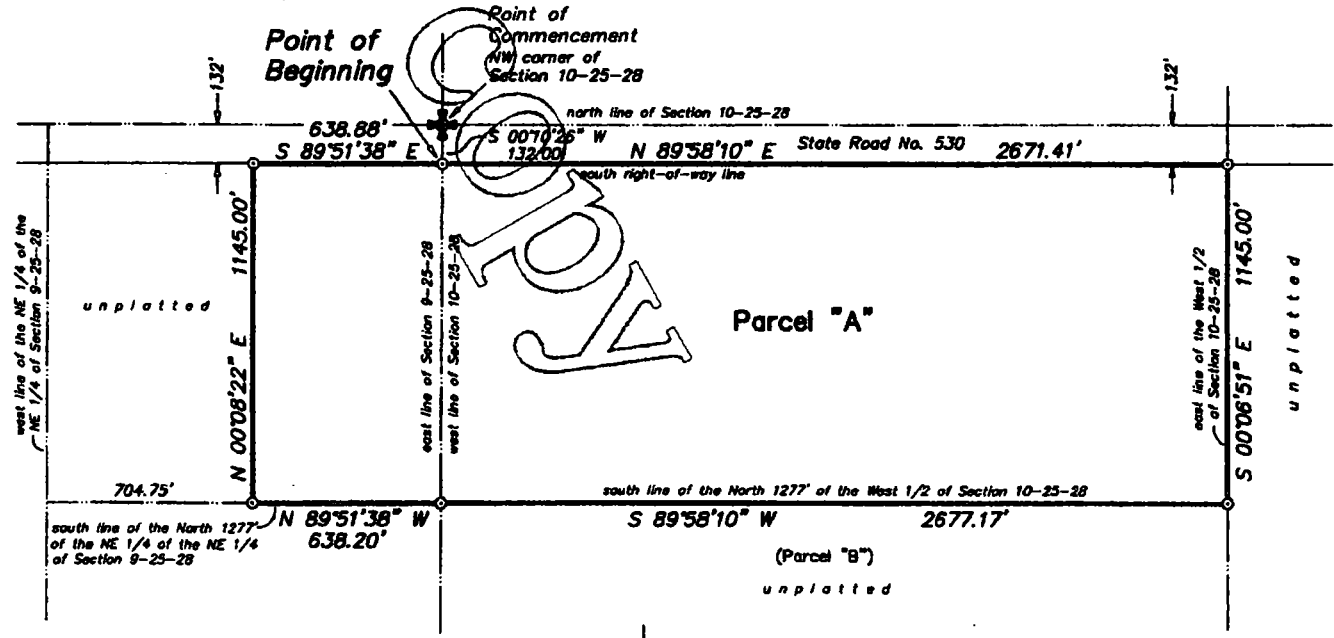 Point of
Commencement
NW corner of
Section 10-25-28
Point of
Beginning
132'
132'
north line of Section 10-25-28
638.88'
S 00°10'26" W
132.00'
State Road No. 530
S 89°51'38" E
N 89°58'10" E
2671.41'
south right-of-way line
west line of the NE 1/4 of the
NE 1/4 of Section 9-25-28
unplatted
N 00°08'22" E 1145.00'
east line of Section 9-25-28
west line of Section 10-25-28
Copy
Parcel "A"
east line of the West 1/2
of Section 10-25-28
S 00°06'51" E 1145.00'
unplatted
704.75'
south line of the North 1277' of the West 1/2 of Section 10-25-28
south line of the North 1277'
of the NE 1/4 of the NE 1/4
of Section 9-25-28
N 89°51'38" W
638.20'
S 89°58'10" W
2677.17'
(Parcel "B")
unplatted